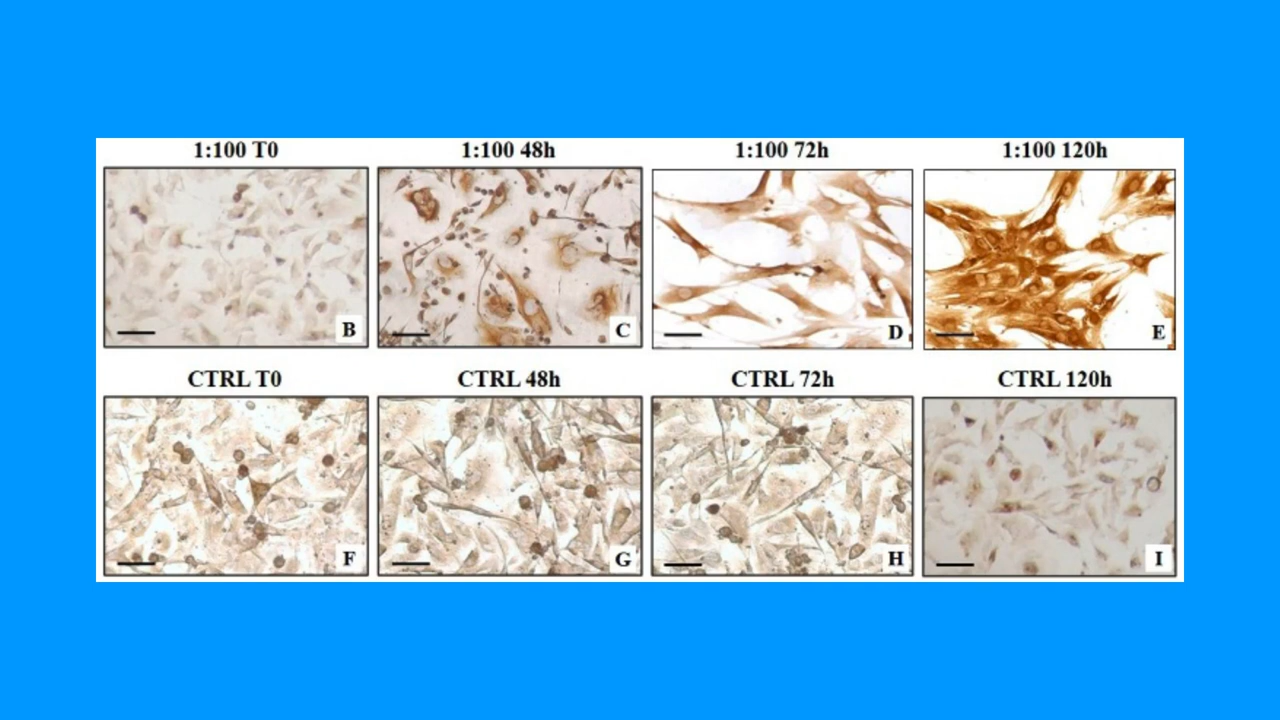 1:100 T0
1:100 48h
1:100 72h
1:100 120h
B
C
D
E
CTRL T0
CTRL 48h
CTRL 72h
CTRL 120h
F
G
H
I